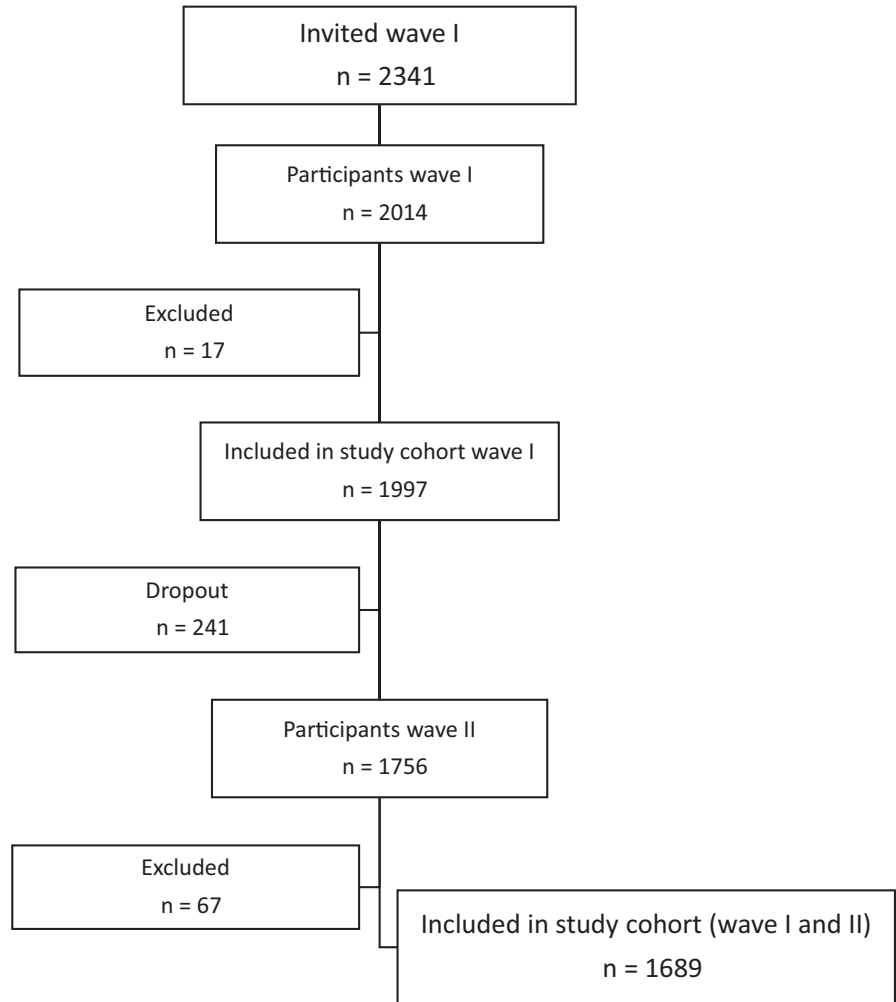 Invited wave I
n = 2341
Participants wave I
n = 2014
Excluded
n = 17
Included in study cohort wave I
n = 1997
Dropout
n = 241
Participants wave II
n = 1756
Excluded
n = 67
Included in study cohort (wave I and II)
n = 1689